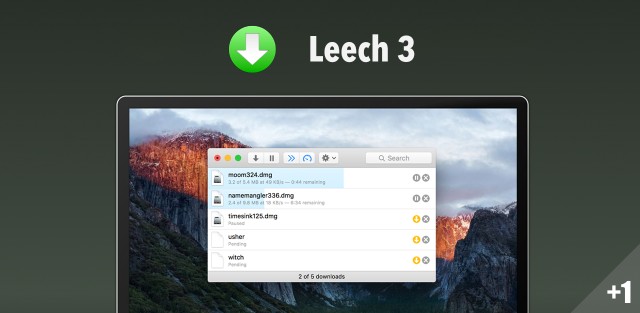 Leech 3
Search
moom324.dmg
3.2 of 5.4 MB at 49 KB/s — 0:44 remaining
namemangler336.dmg
2.4 of 9.8 MB at 16 KB/s — 6:34 remaining
timesink125.dmg
Paused
usher
Pending
witch
Pending
2 of 5 downloads
+1